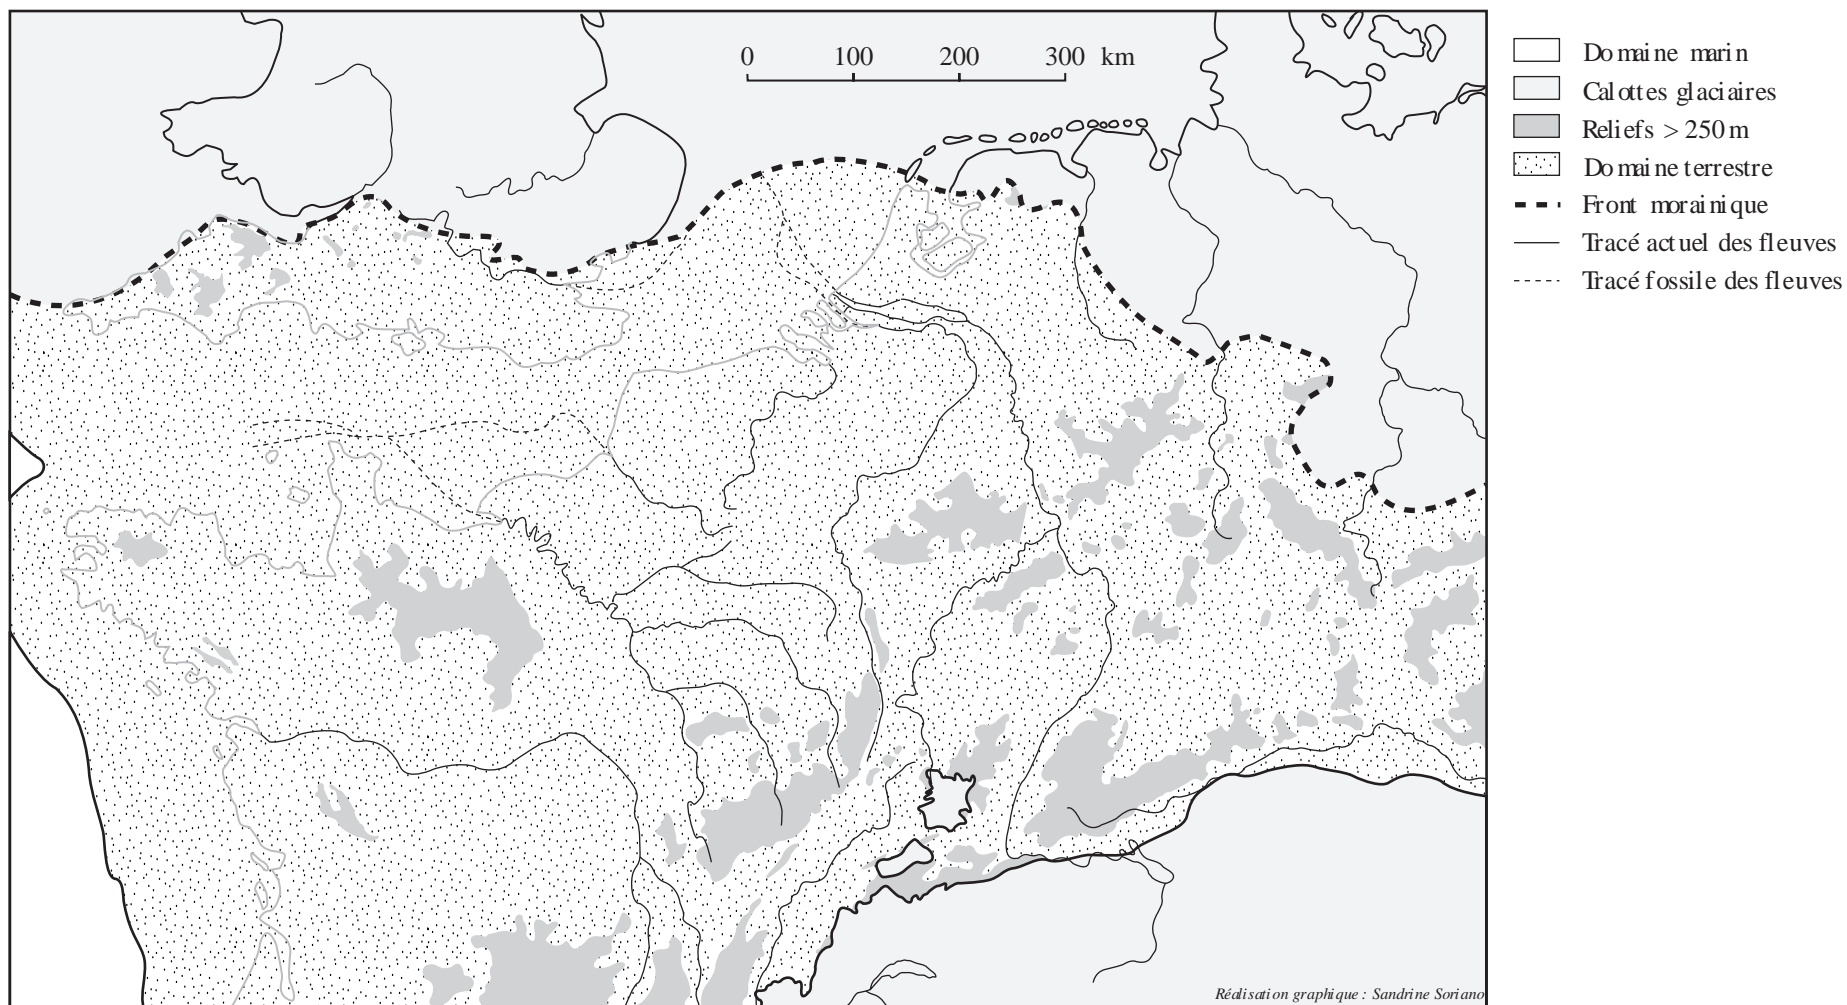 0 100 200 300 km
Domaine marin
Calottes glaciaires
Reliefs > 250 m
Domaine terrestre
Front morainique
Tracé actuel des fleuves
Tracé fossile des fleuves
Réalisation graphique : Sandrine Soriano